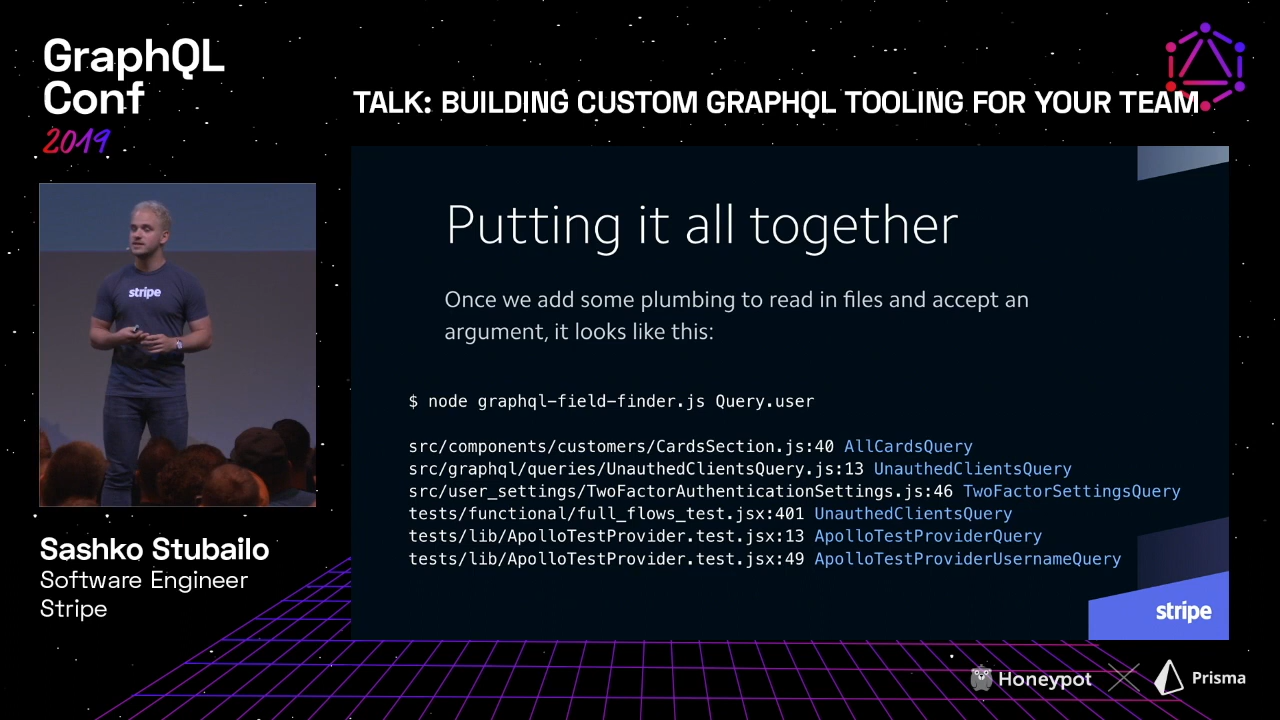 GraphQL
Conf
2019
TALK: BUILDING CUSTOM GRAPHQL TOOLING FOR YOUR TEAM
stripe
Putting it all together
Once we add some plumbing to read in files and accept an
argument, it looks like this:
$ node graphql-field-finder.js Query.user
src/components/customers/CardsSection.js:40 AllCardsQuery
src/graphql/queries/UnauthedClientsQuery.js:13 UnauthedClientsQuery
src/user_settings/TwoFactorAuthenticationSettings.js:46 TwoFactorSettingsQuery
tests/functional/full_flows_test.jsx:401 UnauthedClientsQuery
tests/lib/ApolloTestProvider.test.jsx:13 ApolloTestProviderQuery
tests/lib/ApolloTestProvider.test.jsx:49 ApolloTestProviderUsernameQuery
stripe
Sashko Stubailo
Software Engineer
Stripe
Honeypot
Prisma